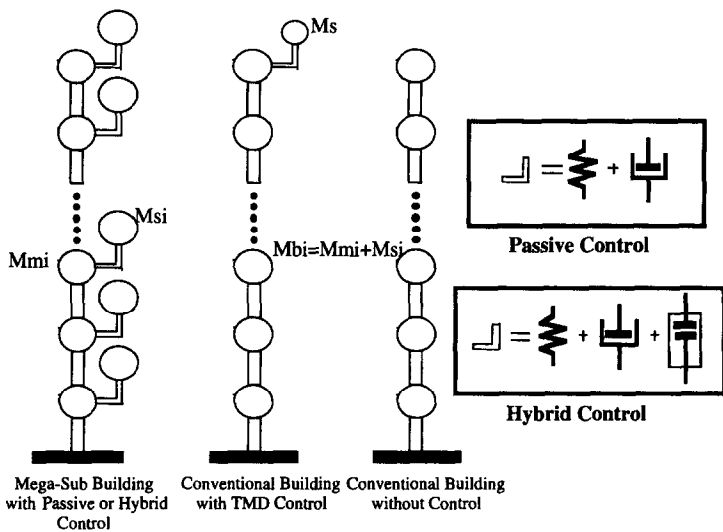 Ms
Msi
Mmi
Mbi=Mmi+Msi
= +
Passive Control
= + +
Hybrid Control
Mega-Sub Building
with Passive or Hybrid
Control
Conventional Building
with TMD Control
Conventional Building
without Control